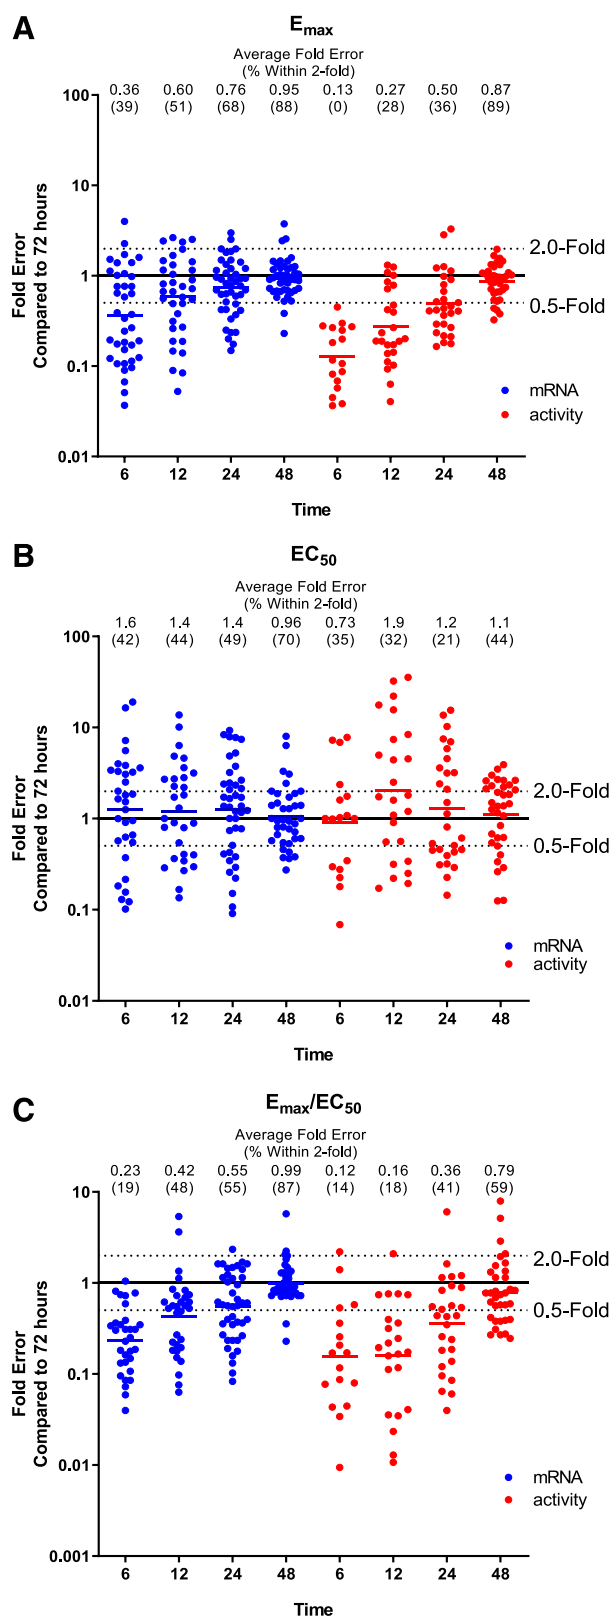 A
Emax
Average Fold Error
(% Within 2-fold)
0.36 0.60 0.76 0.95 0.13 0.27 0.50 0.87
(39) (51) (68) (88) (0) (28) (36) (89)
100
10
1
0.1
0.01
Fold Error
Compared to 72 hours
2.0-Fold
0.5-Fold
mRNA
activity
6 12 24 48 6 12 24 48
Time
B
EC50
Average Fold Error
(% Within 2-fold)
1.6 1.4 1.4 0.96 0.73 1.9 1.2 1.1
(42) (44) (49) (70) (35) (32) (21) (44)
100
10
1
0.1
0.01
Fold Error
Compared to 72 hours
2.0-Fold
0.5-Fold
mRNA
activity
6 12 24 48 6 12 24 48
Time
C
Emax/EC50
Average Fold Error
(% Within 2-fold)
0.23 0.42 0.55 0.99 0.12 0.16 0.36 0.79
(19) (48) (55) (87) (14) (18) (41) (59)
10
1
0.1
0.01
0.001
Fold Error
Compared to 72 hours
2.0-Fold
0.5-Fold
mRNA
activity
6 12 24 48 6 12 24 48
Time